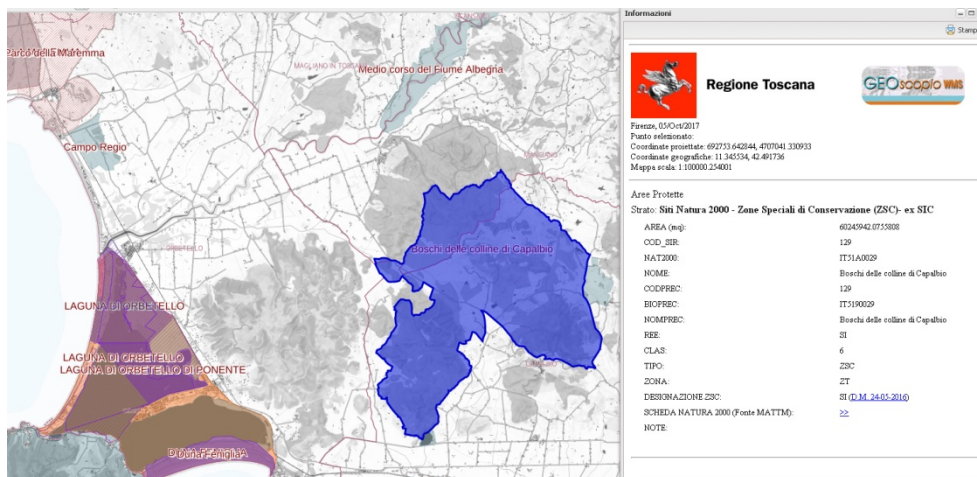 Parco della Maremma
MAGLIANO IN TOSCANA
Medio corso del Fiume Albegna
Campo Regio
MANCIANO
ORBETELLO
Boschi delle colline di Capalbio
LAGUNA DI ORBETELLO
LAGUNA DI ORBETELLO
LAGUNA DI ORBETELLO DI PONENTE
Duna Feniglia
Informazioni
Stamp
Regione Toscana
GEOscopio WMS
Firenze, 05/Oct/2017
Punto selezionato:
Coordinate proiettate: 692753.642844, 4707041.330933
Coordinate geografiche: 11.345534, 42.491736
Mappa scala: 1:100000.254001
Aree Protette
Strato: Siti Natura 2000 - Zone Speciali di Conservazione (ZSC)- ex SIC
AREA (mq): 60245942.0755808
COD_SIR: 129
NAT2000: IT51A0029
NOME: Boschi delle colline di Capalbio
CODPREC: 129
BIOPREC: IT5190029
NOMPREC: Boschi delle colline di Capalbio
REE: SI
CLAS: 6
TIPO: ZSC
ZONA: ZT
DESIGNAZIONE ZSC: SI (D.M. 24-05-2016)
SCHEDA NATURA 2000 (Fonte MATTM): >>
NOTE: